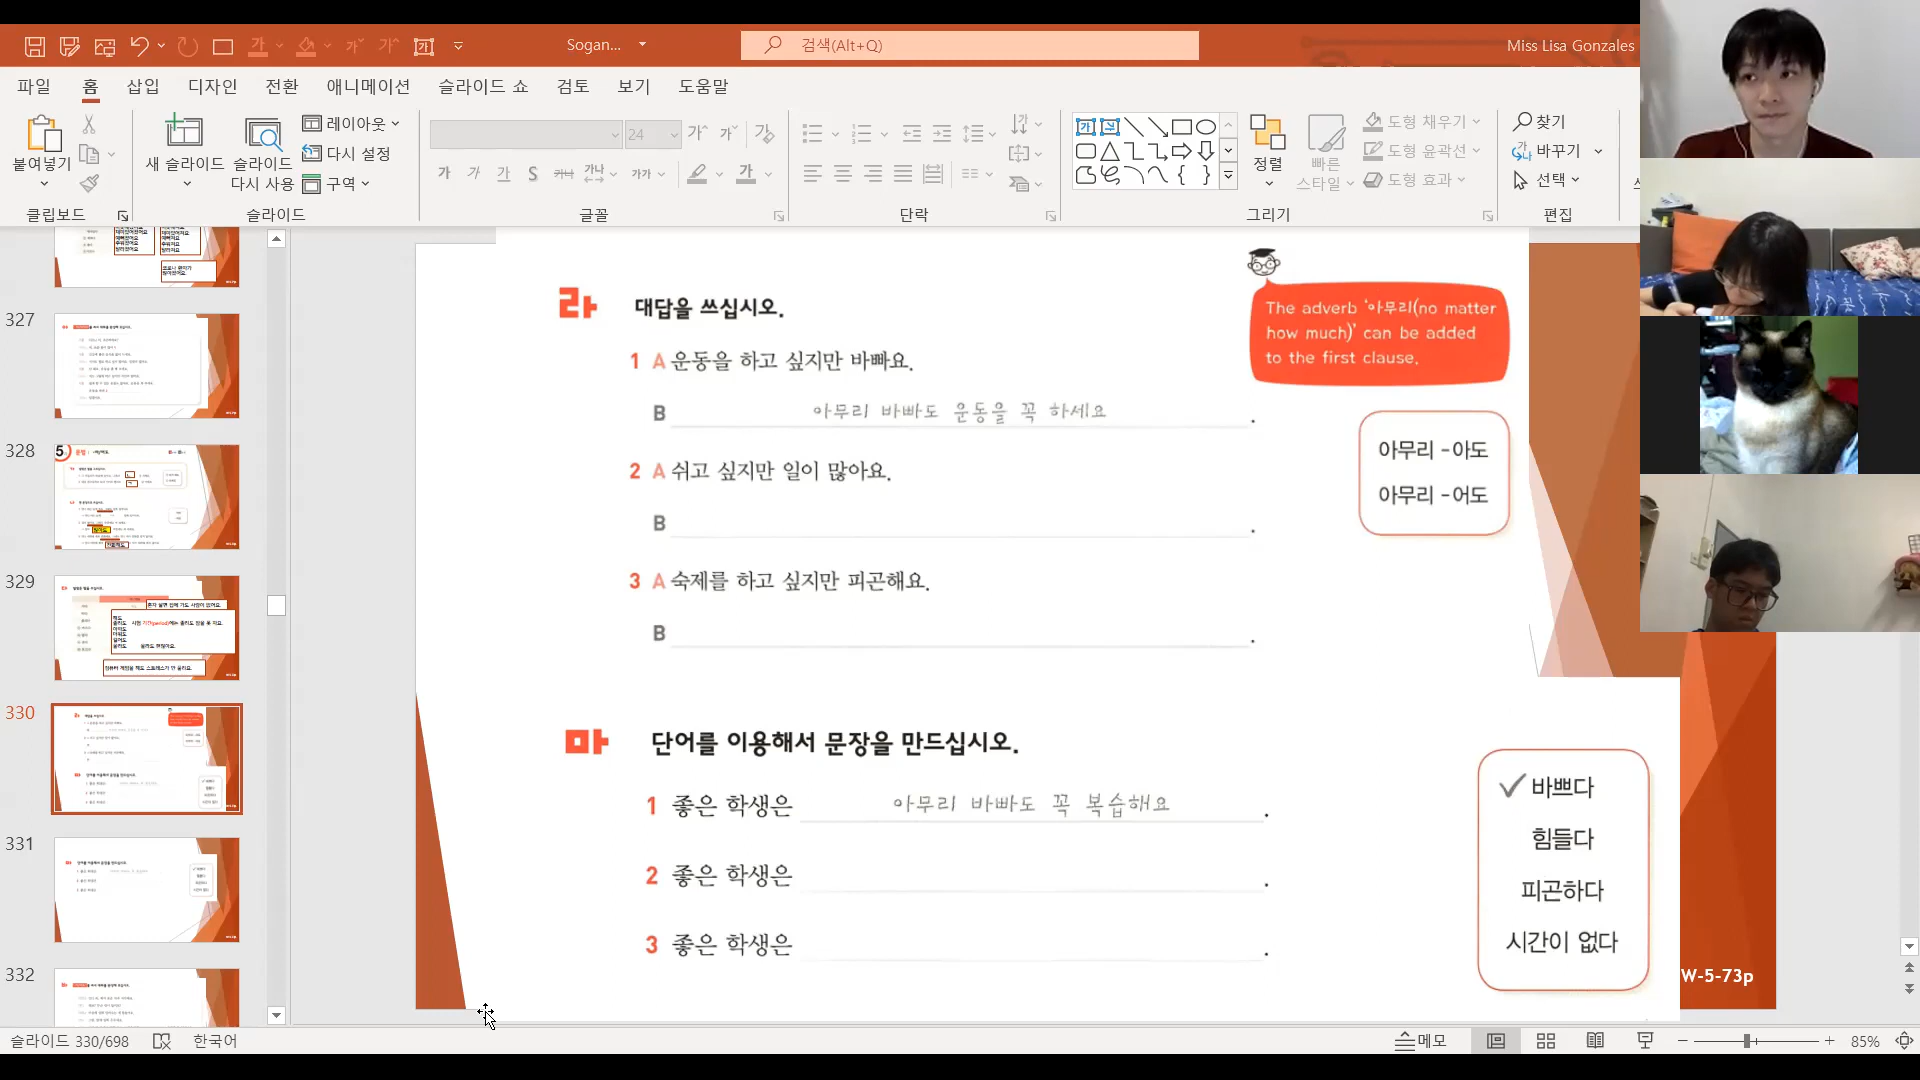 Sogan...
검색(Alt+Q)
Miss Lisa Gonzales
파일 홈 삽입 디자인 전환 애니메이션 슬라이드 쇼 검토 보기 도움말
붙여넣기
새 슬라이드
슬라이드 다시 사용
레이아웃
다시 설정
구역
24
정렬
빠른 스타일
도형 채우기
도형 윤곽선
도형 효과
찾기
바꾸기
선택
클립보드 슬라이드 글꼴 단락 그리기 편집
327
328
329
330
331
332
라 대답을 쓰십시오.
The adverb '아무리(no matter
how much)' can be added
to the first clause.
1 A 운동을 하고 싶지만 바빠요.
B 아무리 바빠도 운동을 꼭 하세요.
2 A 쉬고 싶지만 일이 많아요.
B .
3 A 숙제를 하고 싶지만 피곤해요.
B .
아무리 -아도
아무리 -어도
마 단어를 이용해서 문장을 만드십시오.
1 좋은 학생은 아무리 바빠도 꼭 복습해요.
2 좋은 학생은 .
3 좋은 학생은 .
✓바쁘다
힘들다
피곤하다
시간이 없다
W-5-73p
슬라이드 330/698 한국어 메모 85%